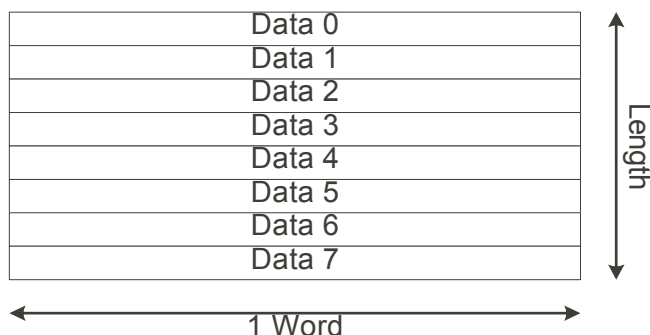 Data 0
Data 1
Data 2
Data 3
Data 4
Data 5
Data 6
Data 7
Length
1 Word